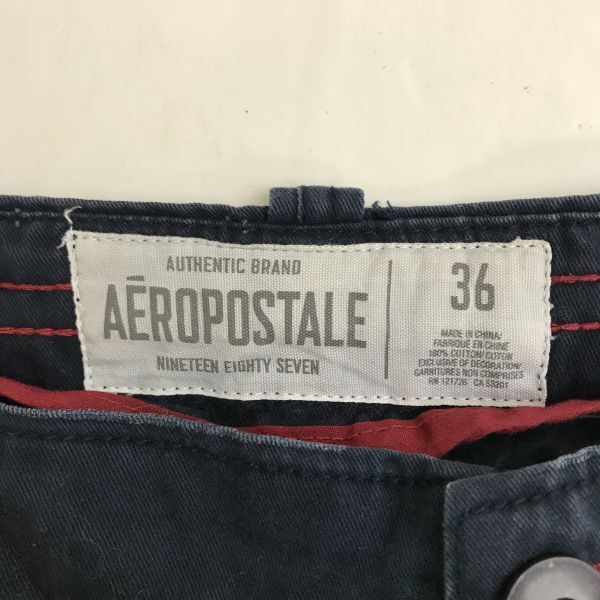 AUTHENTIC BRAND
AÉROPOSTALE
NINETEEN EIGHTY SEVEN
36
MADE IN CHINA/
FABRIQUÉ EN CHINE
100% COTTON/COTON
EXCLUSIVE OF DECORATION/
GARNITURES NON COMPRISES
RN 121726 CA 53201